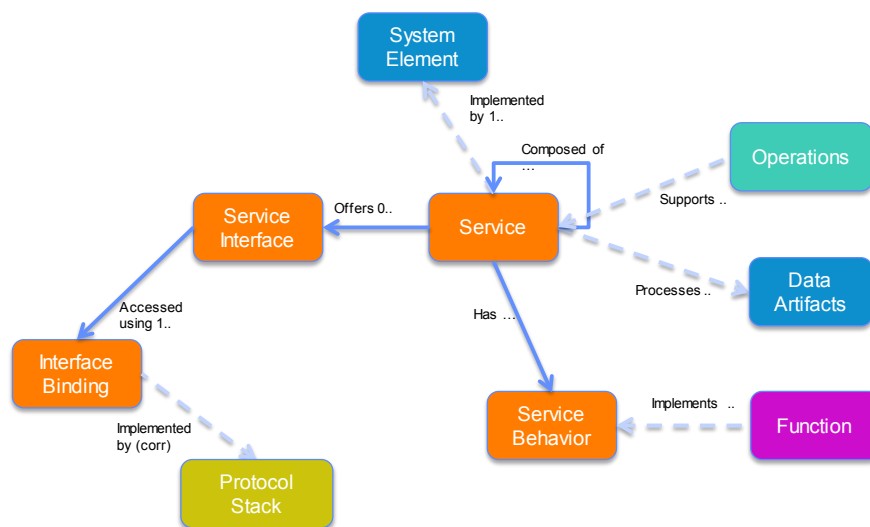 System
Element
Implemented
by 1..
Composed of
...
Operations
Supports ..
Service
Interface
Offers 0..
Service
Data
Artifacts
Processes ..
Accessed
using 1..
Has ...
Interface
Binding
Service
Behavior
Implements ..
Function
Implemented
by (corr)
Protocol
Stack